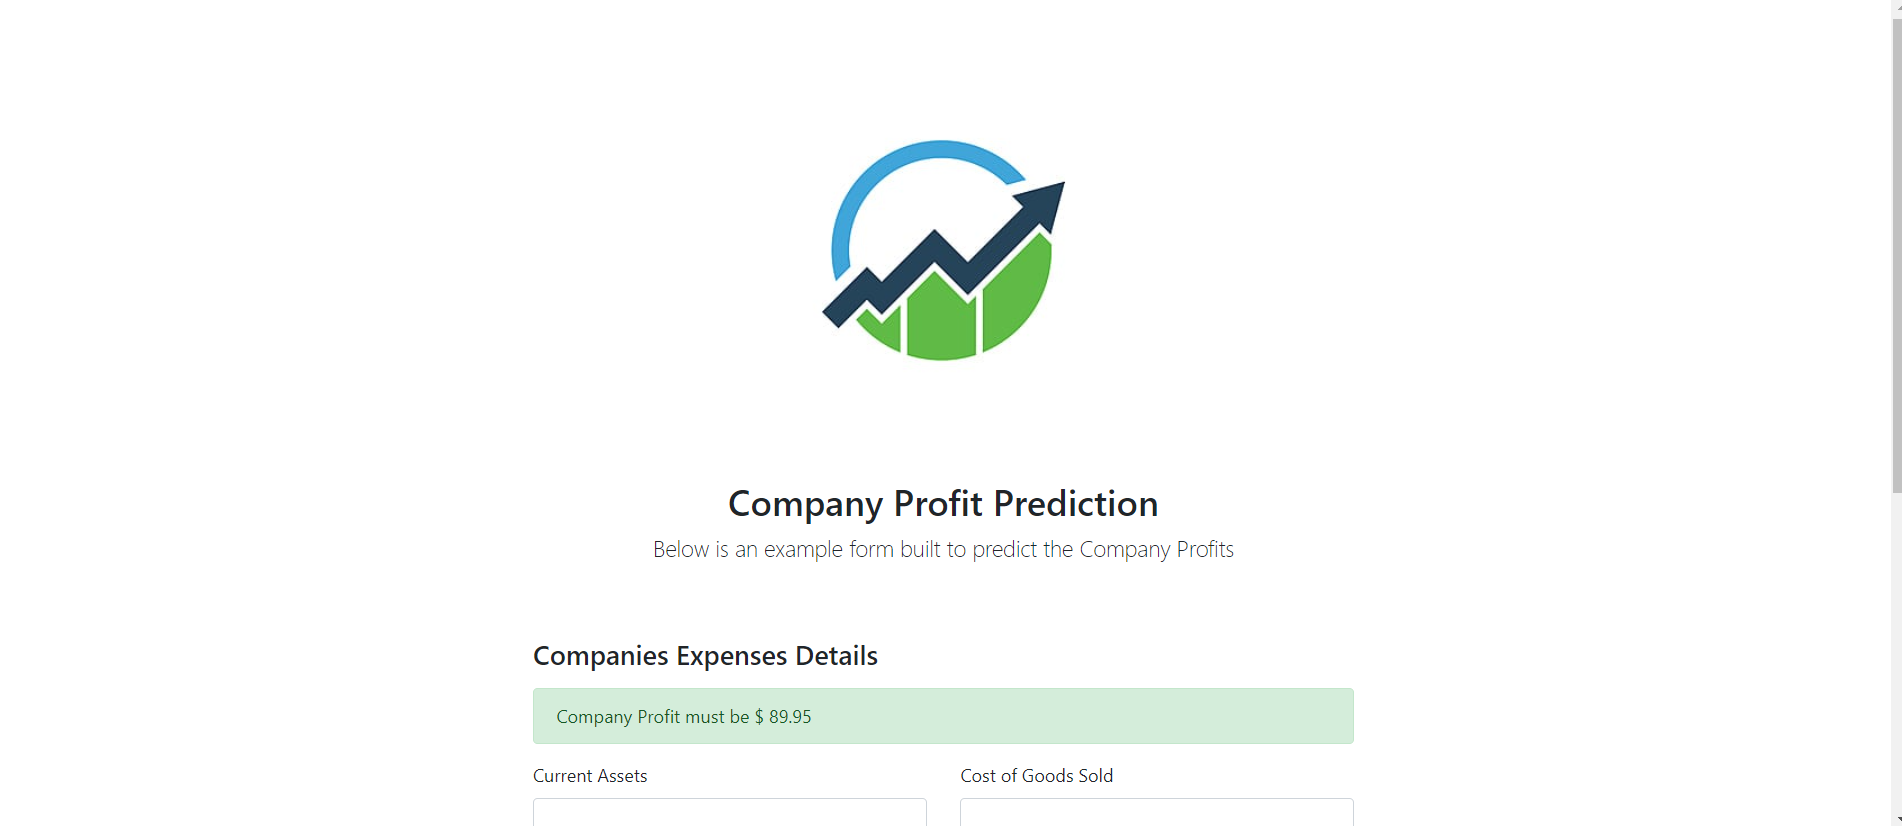 Company Profit Prediction
Below is an example form built to predict the Company Profits
Companies Expenses Details
Company Profit must be $ 89.95
Current Assets
Cost of Goods Sold